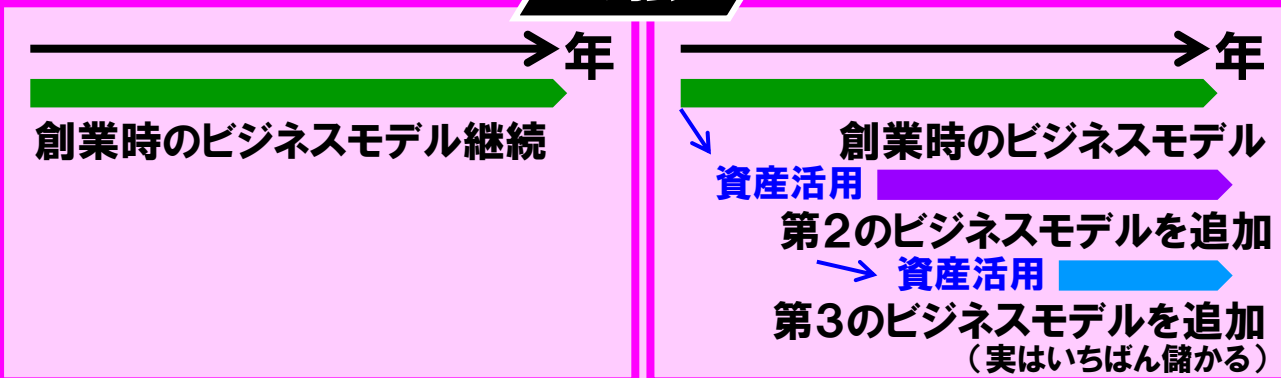 年
創業時のビジネスモデル継続
年
創業時のビジネスモデル
資産活用
第2のビジネスモデルを追加
資産活用
第3のビジネスモデルを追加
(実はいちばん儲かる)